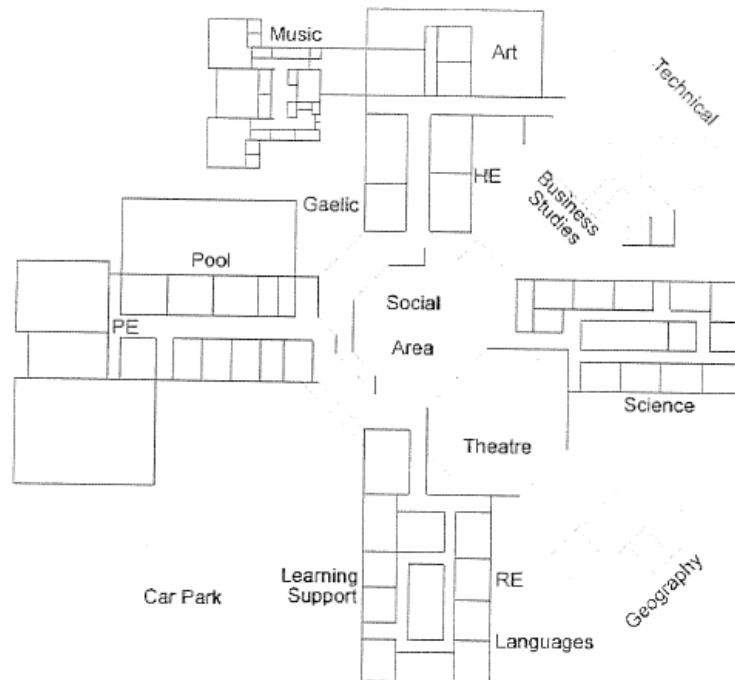 Music
Art
Technical
HE
Business
Studies
Gaelic
Pool
Social
PE
Area
Science
Theatre
Learning
Support
RE
Car Park
Geography
Languages